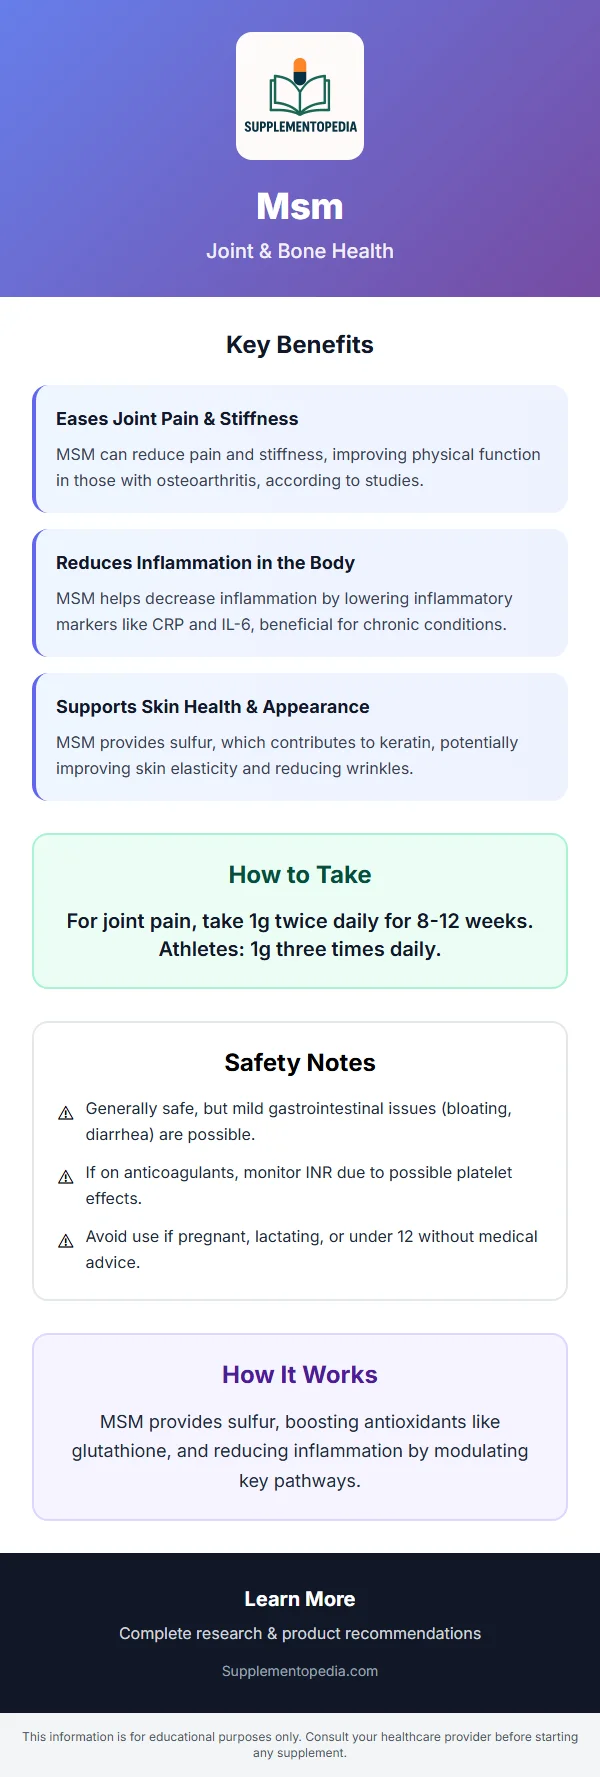 SUPPLEMENTOPEDIA
Msm
Joint & Bone Health
Key Benefits
Eases Joint Pain & Stiffness
MSM can reduce pain and stiffness, improving physical function
in those with osteoarthritis, according to studies.
Reduces Inflammation in the Body
MSM helps decrease inflammation by lowering inflammatory
markers like CRP and IL-6, beneficial for chronic conditions.
Supports Skin Health & Appearance
MSM provides sulfur, which contributes to keratin, potentially
improving skin elasticity and reducing wrinkles.
How to Take
For joint pain, take 1g twice daily for 8-12 weeks.
Athletes: 1g three times daily.
Safety Notes
Generally safe, but mild gastrointestinal issues (bloating,
diarrhea) are possible.
If on anticoagulants, monitor INR due to possible platelet
effects.
Avoid use if pregnant, lactating, or under 12 without medical
advice.
How It Works
MSM provides sulfur, boosting antioxidants like
glutathione, and reducing inflammation by modulating
key pathways.
Learn More
Complete research & product recommendations
Supplementopedia.com
This information is for educational purposes only. Consult your healthcare provider before starting
any supplement.